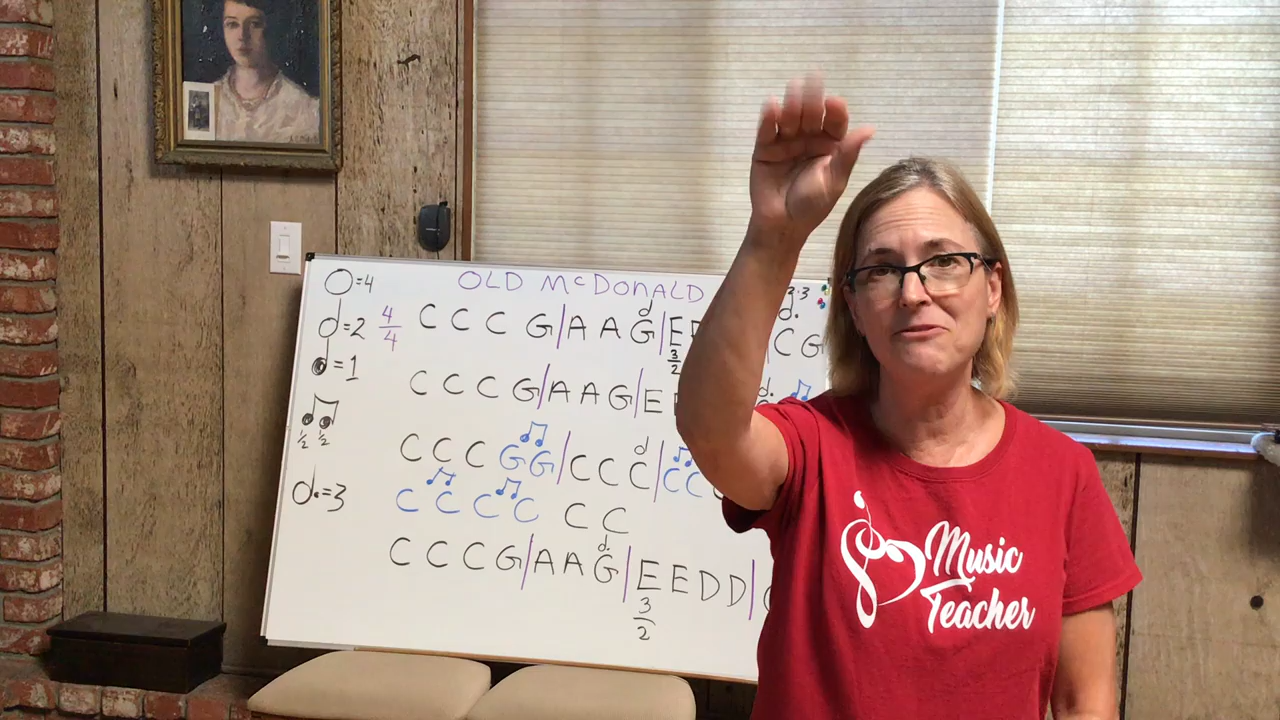 OLD McDONALD
=4
=2
=1
1/2 1/2
=3
4/4
C C C G | A A G | E
3/2
C G
C C C G | A A G | E
C C C G G | C C C | C C
C C C C C C
C C C G | A A G | E E D D |
3/2
Music
Teacher